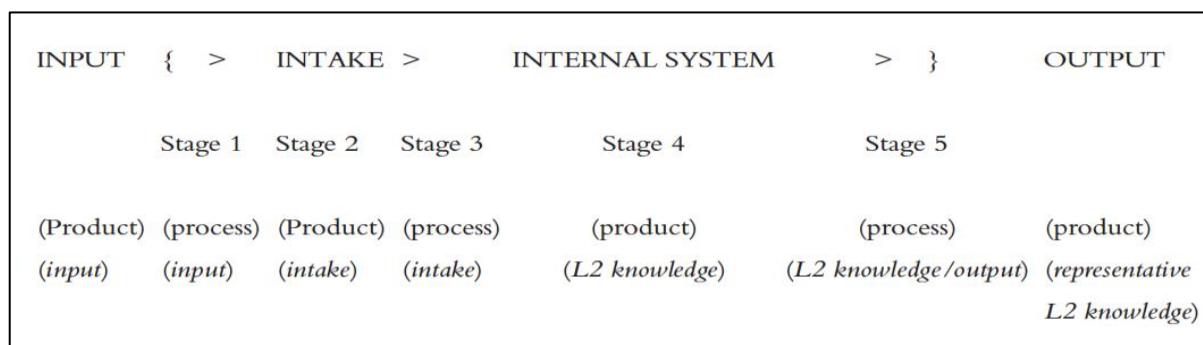 INPUT { > INTAKE > INTERNAL SYSTEM > } OUTPUT
Stage 1 Stage 2 Stage 3 Stage 4 Stage 5
(Product) (process) (Product) (process) (product) (process) (product)
(input) (input) (intake) (intake) (L2 knowledge) (L2 knowledge/output) (representative
L2 knowledge)